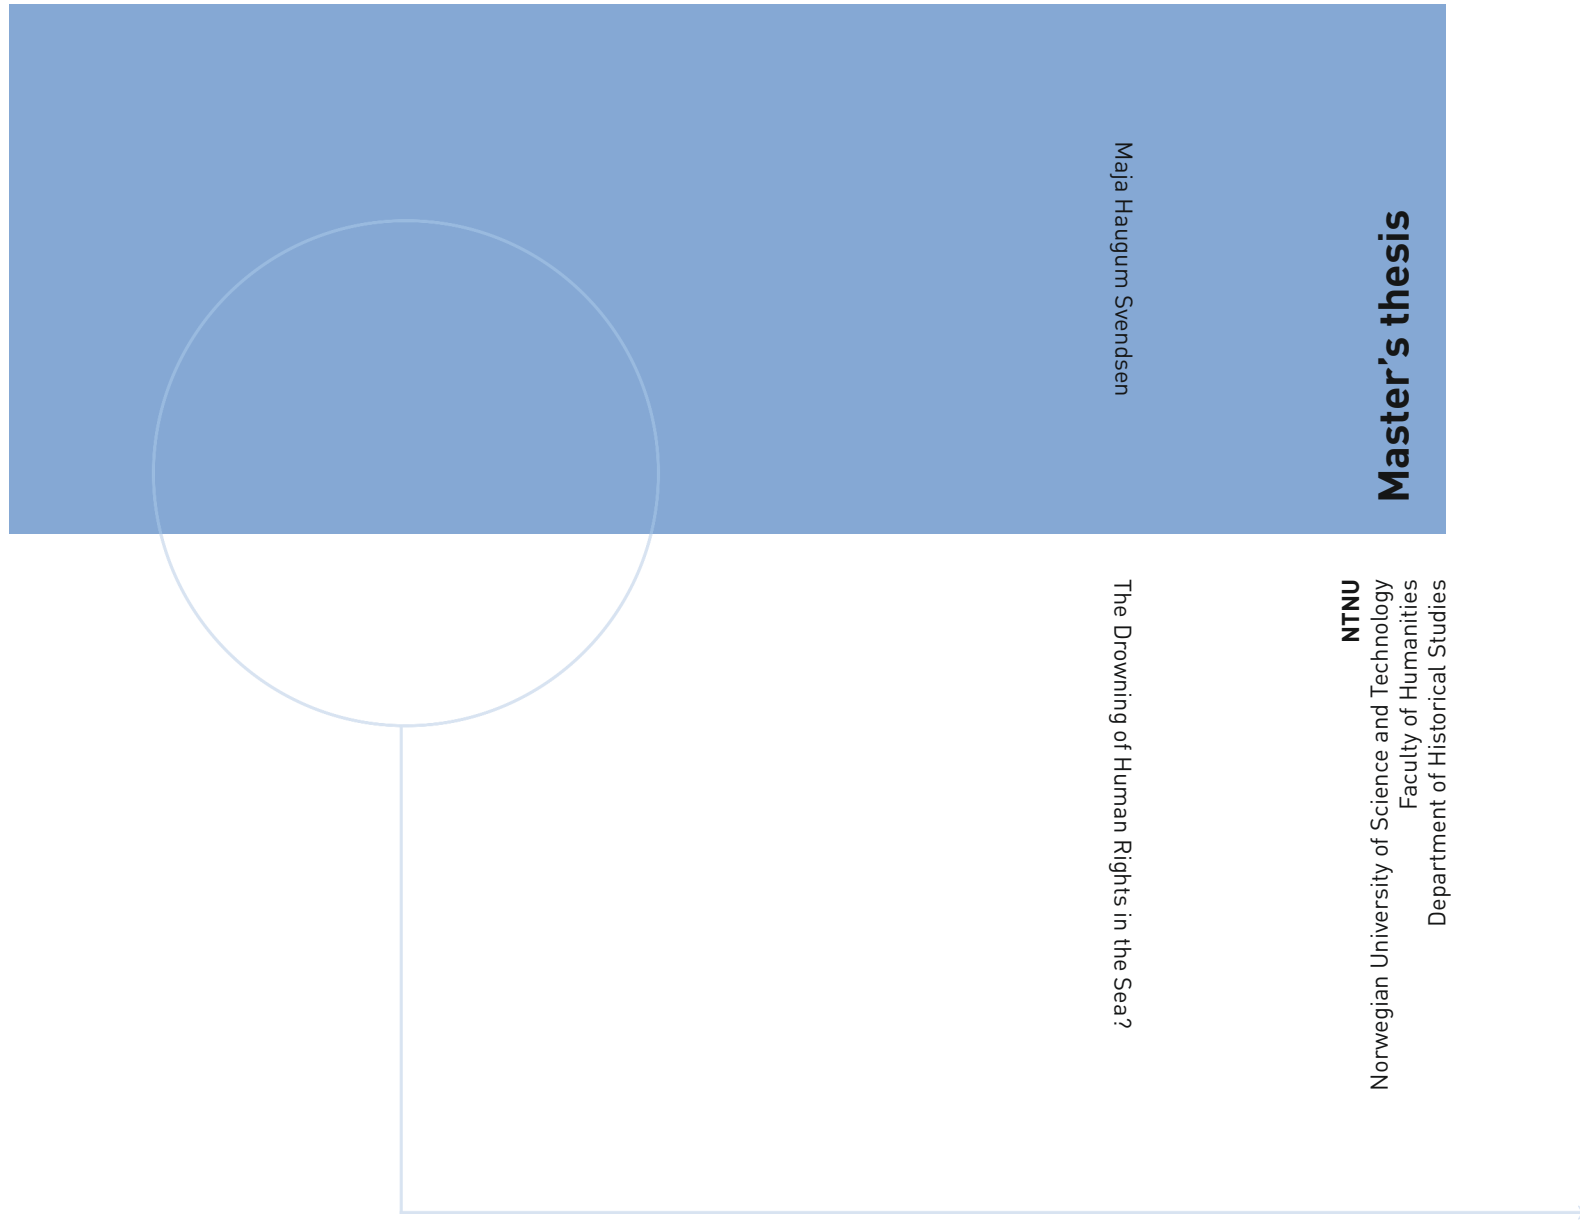 Maja Haugum Svendsen
The Drowning of Human Rights in the Sea?
Master's thesis
NTNU
Norwegian University of Science and Technology
Faculty of Humanities
Department of Historical Studies